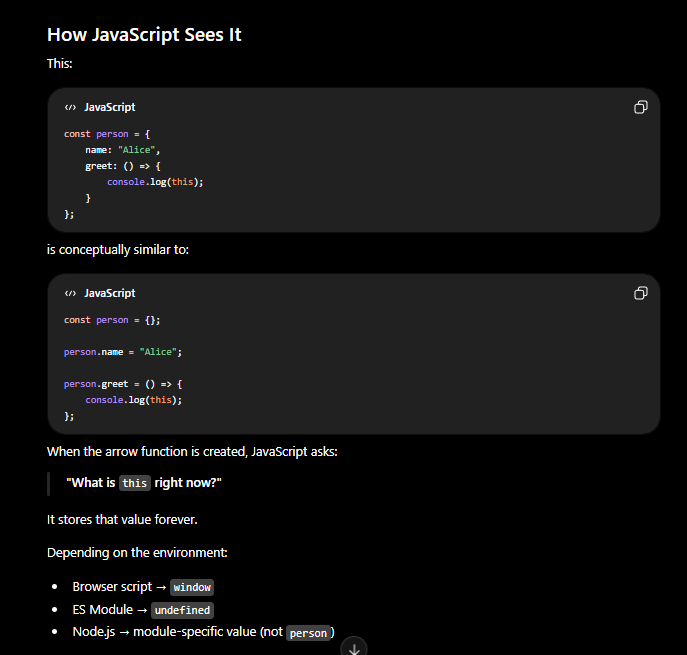 How JavaScript Sees It
This:
</> JavaScript
const person = {
    name: "Alice",
    greet: () => {
        console.log(this);
    }
};
is conceptually similar to:
</> JavaScript
const person = {};
person.name = "Alice";
person.greet = () => {
    console.log(this);
};
When the arrow function is created, JavaScript asks:
"What is this right now?"
It stores that value forever.
Depending on the environment:
• Browser script → window
• ES Module → undefined
• Node.js → module-specific value (not person)